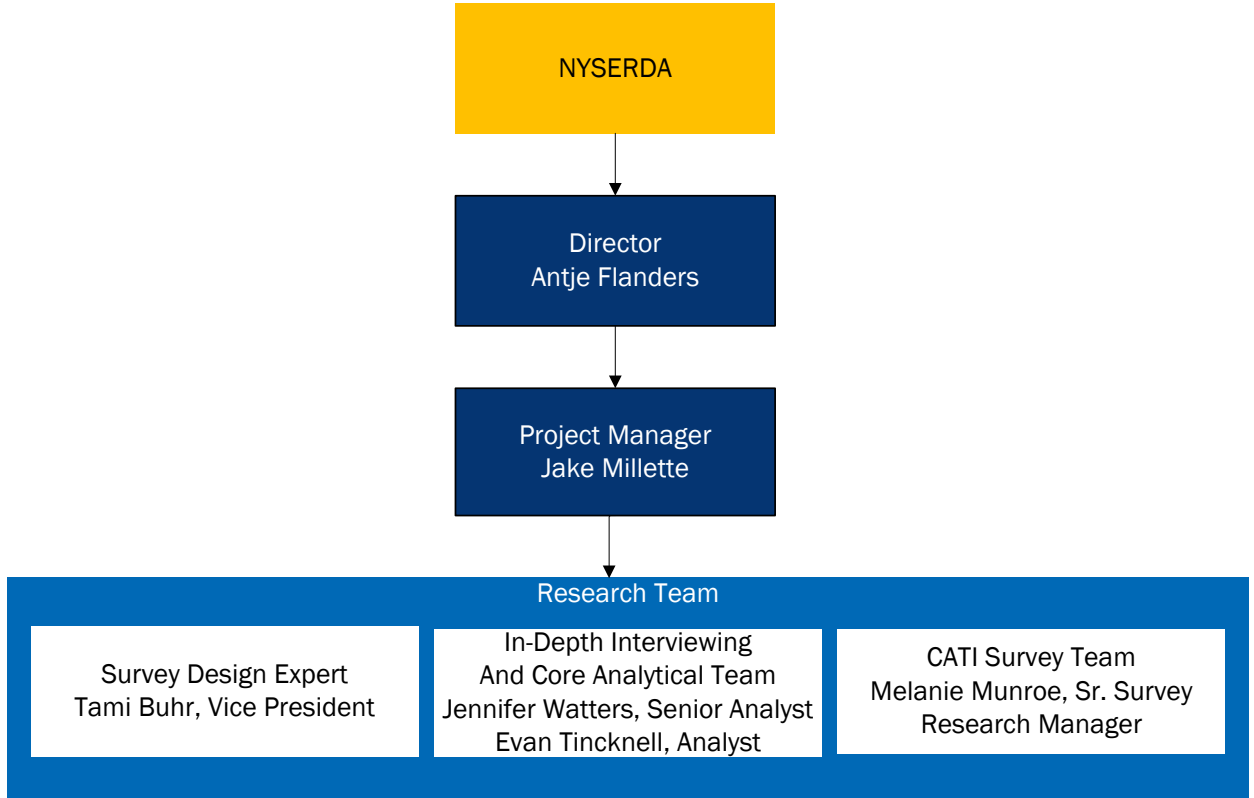 NYSERDA
Director
Antje Flanders
Project Manager
Jake Millette
Research Team
Survey Design Expert
Tami Buhr, Vice President
In-Depth Interviewing
And Core Analytical Team
Jennifer Watters, Senior Analyst
Evan Tincknell, Analyst
CATI Survey Team
Melanie Munroe, Sr. Survey
Research Manager